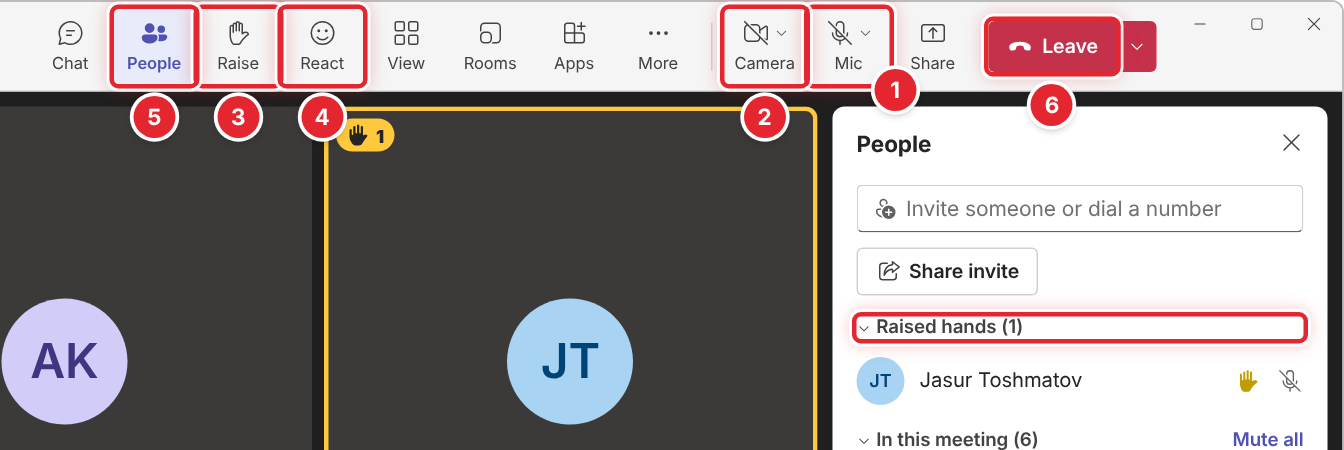 Chat People Raise React View Rooms Apps More Camera Mic Share Leave
5 3 4 2 1 6
1
People
Invite someone or dial a number
Share invite
Raised hands (1)
AK
JT
JT Jasur Toshmatov
In this meeting (6) Mute all